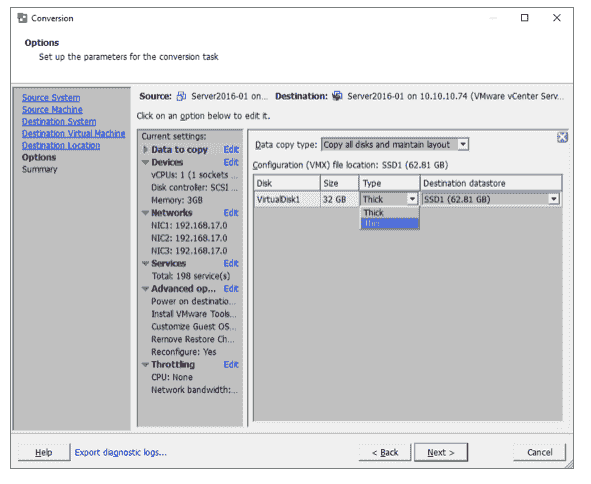 Conversion
Options
Set up the parameters for the conversion task
Source System
Source Machine
Destination System
Destination Virtual Machine
Destination Location
Options
Summary
Source: Server2016-01 on... Destination: Server2016-01 on 10.10.10.74 (VMware vCenter Serv...
Click on an option below to edit it.
Current settings:
Data to copy Edit
Devices Edit
vCPUs: 1 (1 sockets ...
Disk controller: SCSI ...
Memory: 3GB
Networks Edit
NIC1: 192.168.17.0
NIC2: 192.168.17.0
NIC3: 192.168.17.0
Services Edit
Total: 198 service(s)
Advanced op... Edit
Power on destinatio...
Install VMware Tools...
Customize Guest OS...
Remove Restore Ch...
Reconfigure: Yes
Throttling Edit
CPU: None
Network bandwidth:...
Data copy type: Copy all disks and maintain layout
Configuration (VMX) file location: SSD1 (62.81 GB)
Disk Size Type Destination datastore
VirtualDisk1 32 GB Thick SSD1 (62.81 GB)
Thick
Thin
Help Export diagnostic logs... < Back Next > Cancel